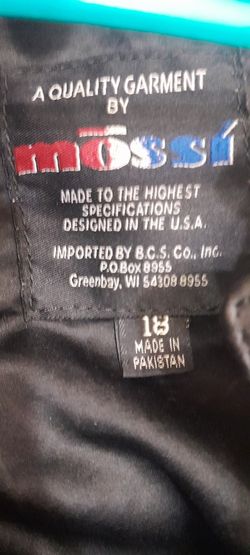 A QUALITY GARMENT
BY
mōssí
MADE TO THE HIGHEST
SPECIFICATIONS
DESIGNED IN THE U.S.A.
IMPORTED BY B.C.S. Co., Inc.
P.O.Box 8955
Greenbay, WI 54308 8955
18
MADE IN
PAKISTAN